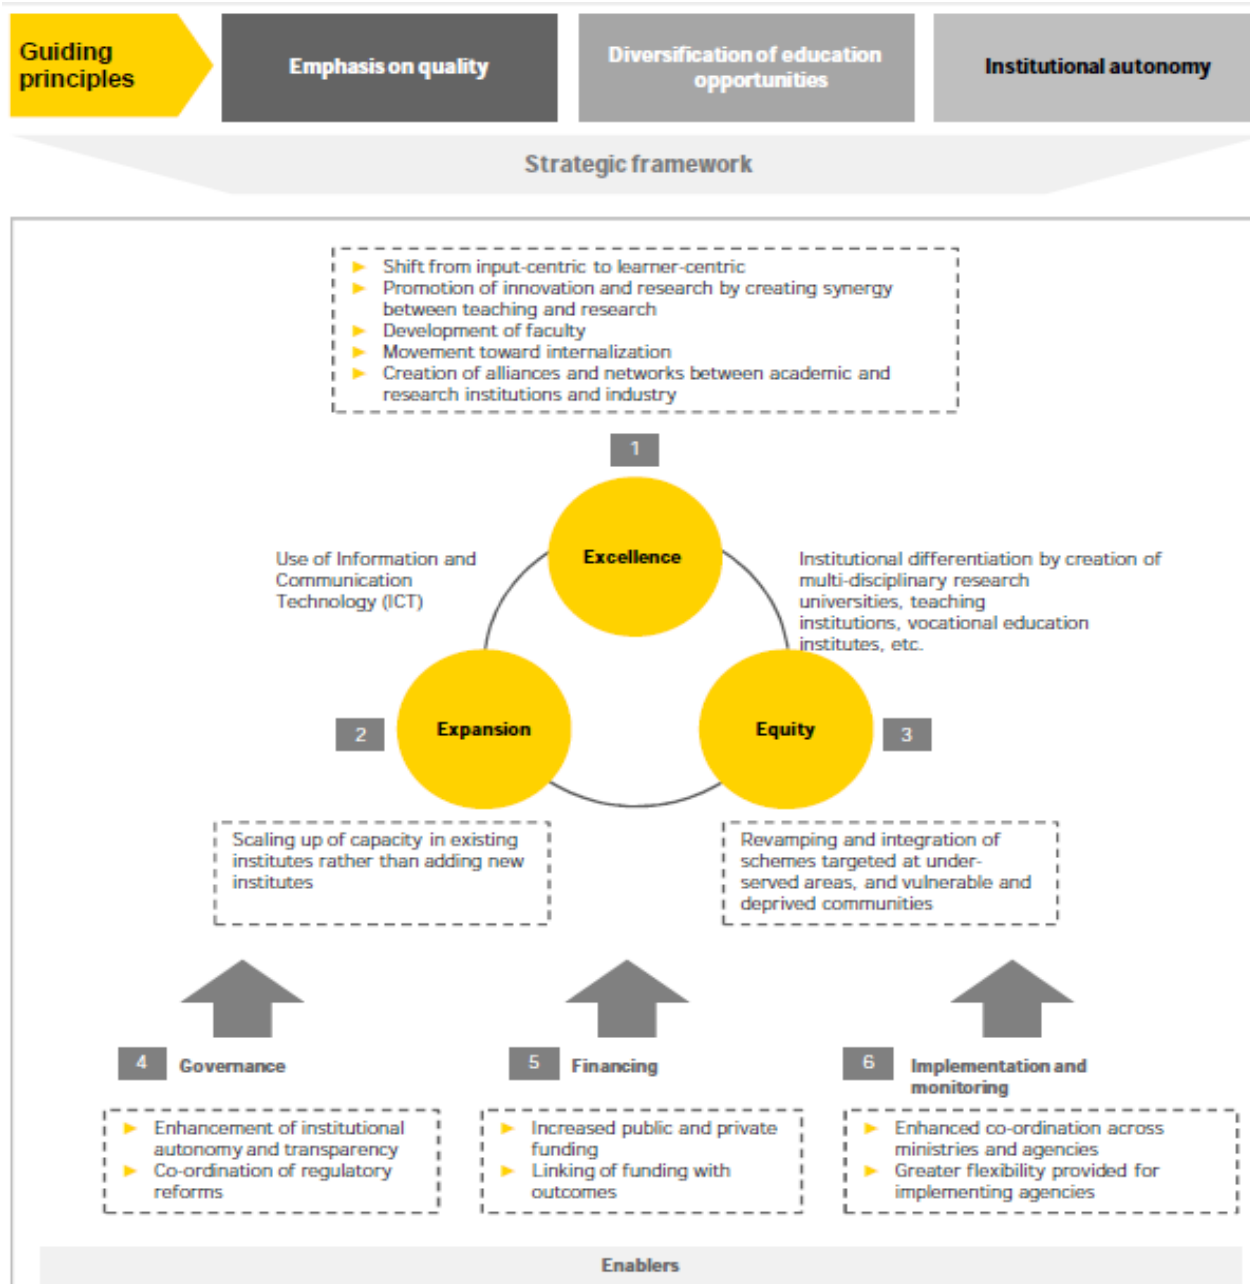 Guiding
principles
Emphasis on quality
Diversification of education
opportunities
Institutional autonomy
Strategic framework
► Shift from input-centric to learner-centric
► Promotion of innovation and research by creating synergy
between teaching and research
► Development of faculty
► Movement toward internalization
► Creation of alliances and networks between academic and
research institutions and industry
1
Excellence
Use of Information and
Communication
Technology (ICT)
Institutional differentiation by creation of
multi-disciplinary research
universities, teaching
institutions, vocational education
institutes, etc.
2
Expansion
Equity
3
Scaling up of capacity in existing
institutes rather than adding new
institutes
Revamping and integration of
schemes targeted at under-
served areas, and vulnerable and
deprived communities
4 Governance
► Enhancement of institutional
autonomy and transparency
► Co-ordination of regulatory
reforms
5 Financing
► Increased public and private
funding
► Linking of funding with
outcomes
6 Implementation and
monitoring
► Enhanced co-ordination across
ministries and agencies
► Greater flexibility provided for
implementing agencies
Enablers